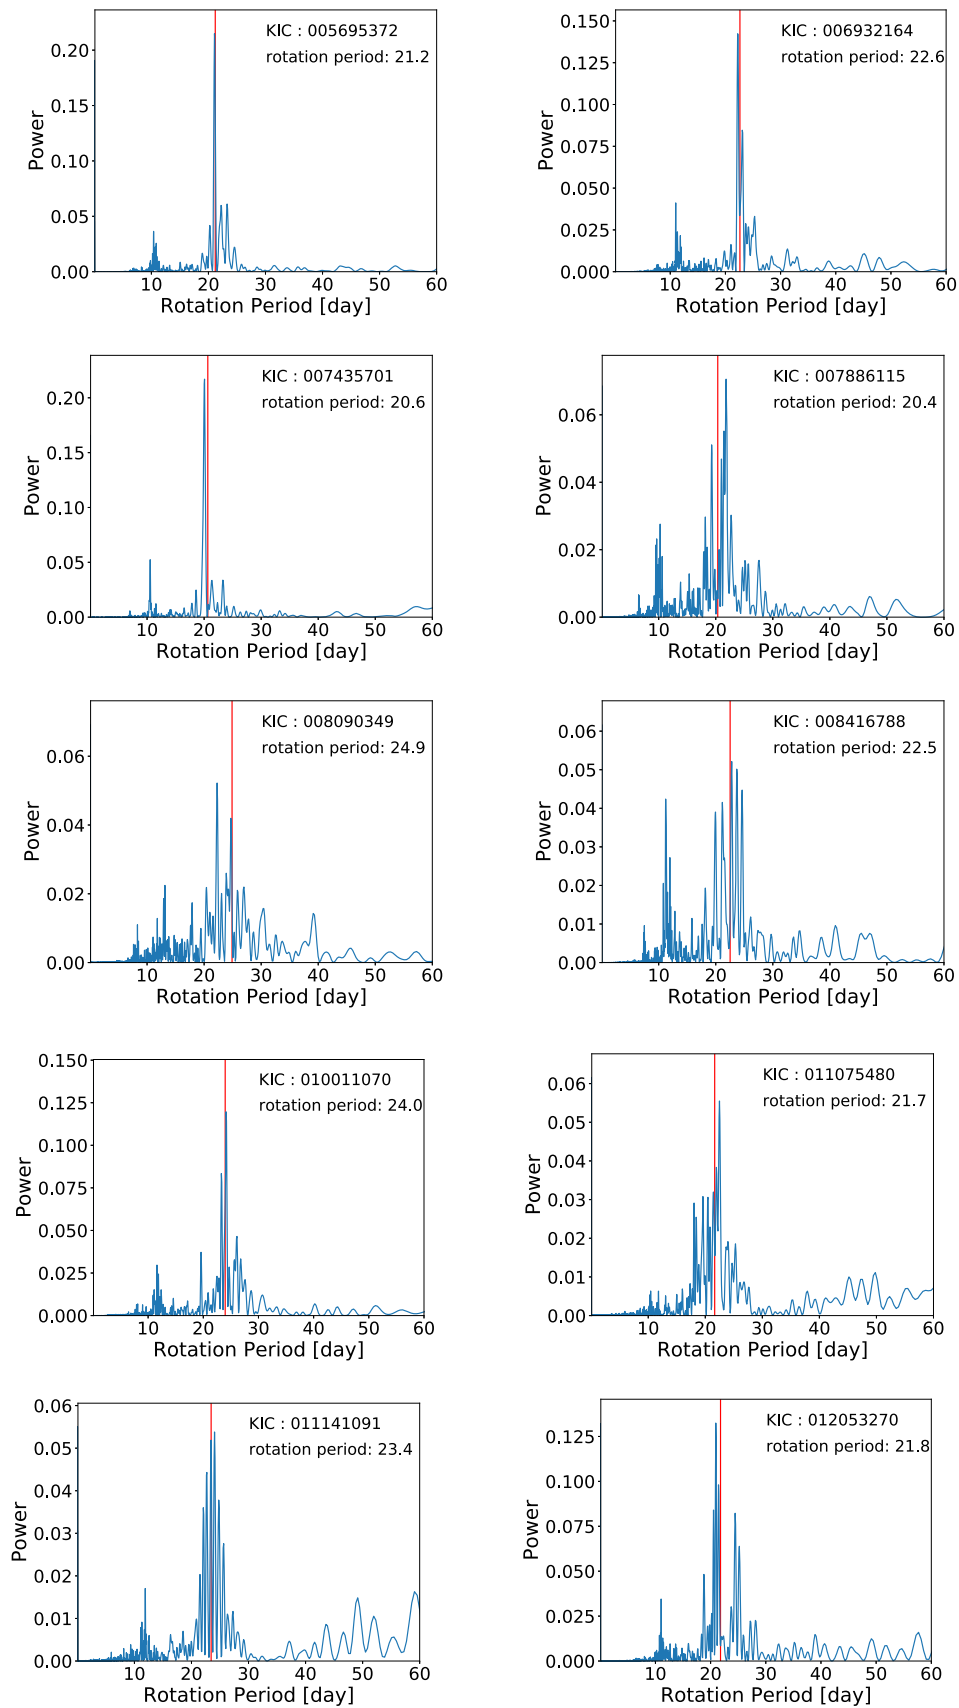 KIC : 005695372
rotation period: 21.2
0.20
0.15
0.10
0.05
0.00
Power
10 20 30 40 50 60
Rotation Period [day]
KIC : 006932164
rotation period: 22.6
0.150
0.125
0.100
0.075
0.050
0.025
0.000
Power
10 20 30 40 50 60
Rotation Period [day]
KIC : 007435701
rotation period: 20.6
0.20
0.15
0.10
0.05
0.00
Power
10 20 30 40 50 60
Rotation Period [day]
KIC : 007886115
rotation period: 20.4
0.06
0.04
0.02
0.00
Power
10 20 30 40 50 60
Rotation Period [day]
KIC : 008090349
rotation period: 24.9
0.06
0.04
0.02
0.00
Power
10 20 30 40 50 60
Rotation Period [day]
KIC : 008416788
rotation period: 22.5
0.06
0.05
0.04
0.03
0.02
0.01
0.00
Power
10 20 30 40 50 60
Rotation Period [day]
KIC : 010011070
rotation period: 24.0
0.150
0.125
0.100
0.075
0.050
0.025
0.000
Power
10 20 30 40 50 60
Rotation Period [day]
KIC : 011075480
rotation period: 21.7
0.06
0.05
0.04
0.03
0.02
0.01
0.00
Power
10 20 30 40 50 60
Rotation Period [day]
KIC : 011141091
rotation period: 23.4
0.06
0.05
0.04
0.03
0.02
0.01
0.00
Power
10 20 30 40 50 60
Rotation Period [day]
KIC : 012053270
rotation period: 21.8
0.125
0.100
0.075
0.050
0.025
0.000
Power
10 20 30 40 50 60
Rotation Period [day]